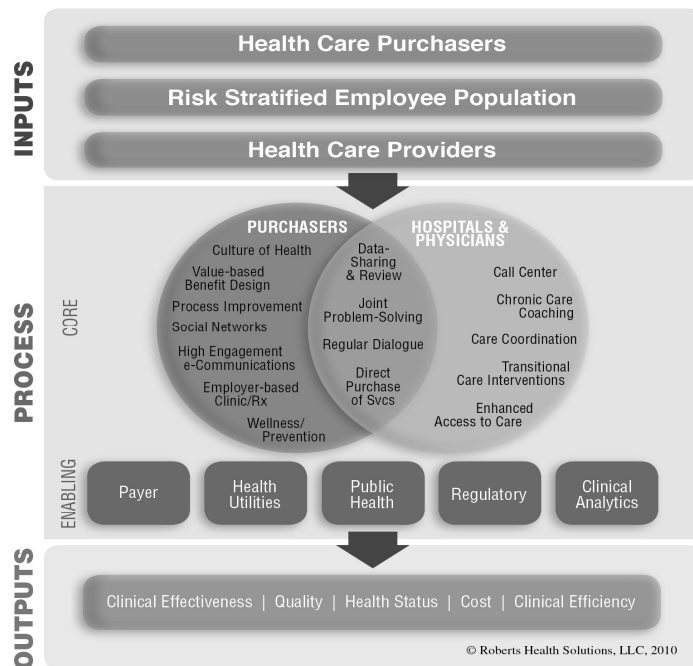 INPUTS
Health Care Purchasers
Risk Stratified Employee Population
Health Care Providers
PROCESS
CORE
PURCHASERS
Culture of Health
Value-based
Benefit Design
Process Improvement
Social Networks
High Engagement
e-Communications
Employer-based
Clinic/Rx
Wellness/
Prevention
Data-
Sharing
& Review
Joint
Problem-Solving
Regular Dialogue
Direct
Purchase
of Svcs
HOSPITALS &
PHYSICIANS
Call Center
Chronic Care
Coaching
Care Coordination
Transitional
Care Interventions
Enhanced
Access to Care
ENABLING
Payer
Health
Utilities
Public
Health
Regulatory
Clinical
Analytics
OUTPUTS
Clinical Effectiveness | Quality | Health Status | Cost | Clinical Efficiency
© Roberts Health Solutions, LLC, 2010